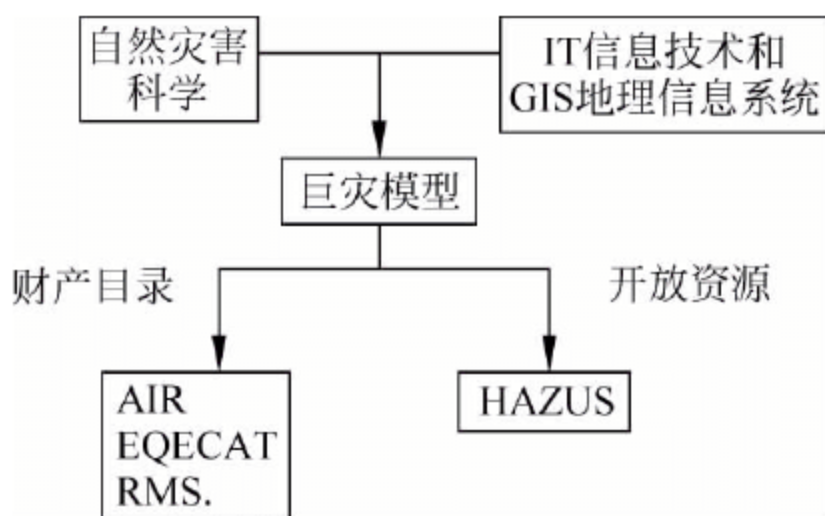 自然灾害
科学
IT信息技术和
GIS地理信息系统
巨灾模型
财产目录
开放资源
AIR
EQECAT
RMS.
HAZUS